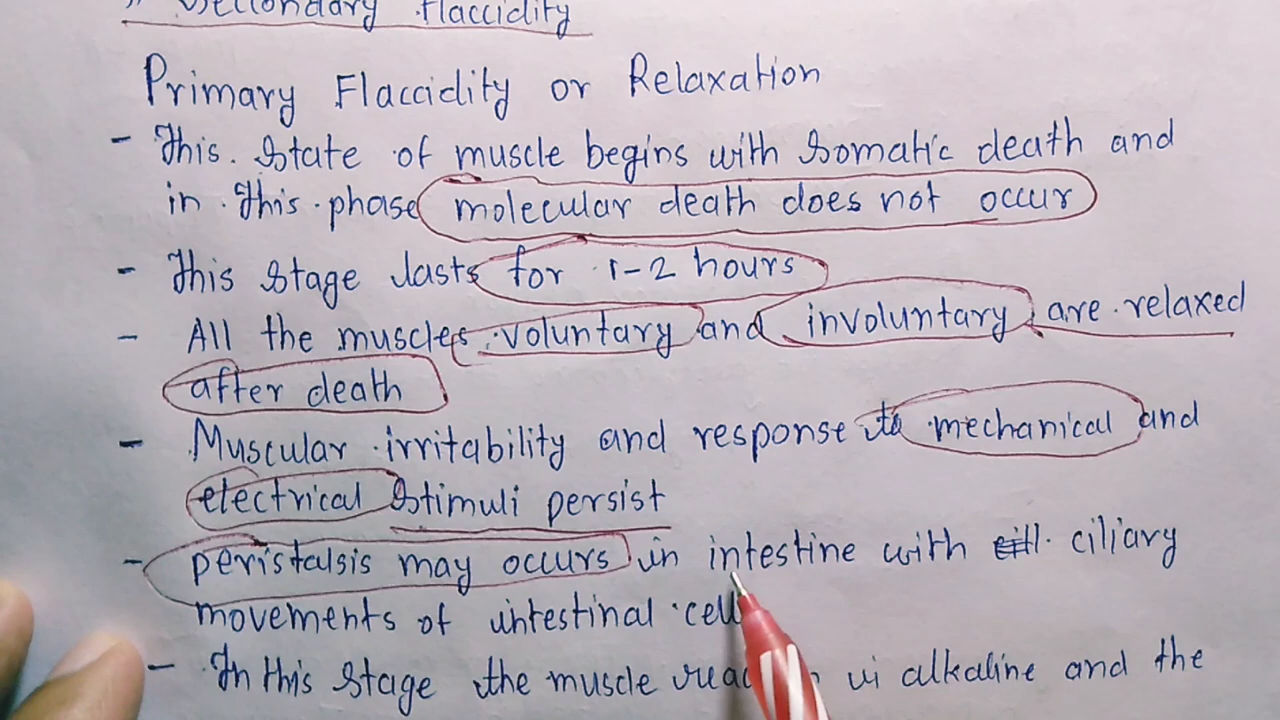 Secondary Flaccidity
Primary Flaccidity or Relaxation
- This state of muscle begins with somatic death and
in this phase molecular death does not occur
- This stage lasts for 1-2 hours
- All the muscles voluntary and involuntary are relaxed
after death
- Muscular irritability and response to mechanical and
electrical stimuli persist
- peristalsis may occurs in intestine with ciliary
movements of intestinal cell
- In this stage the muscle alkaline and the